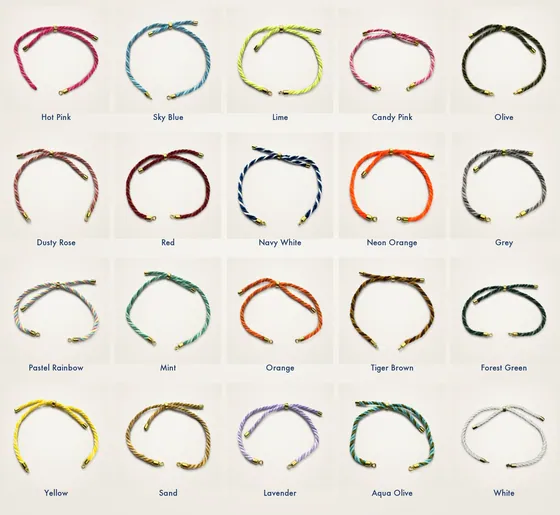 Hot Pink
Sky Blue
Lime
Candy Pink
Olive
Dusty Rose
Red
Navy White
Neon Orange
Grey
Pastel Rainbow
Mint
Orange
Tiger Brown
Forest Green
Yellow
Sand
Lavender
Aqua Olive
White